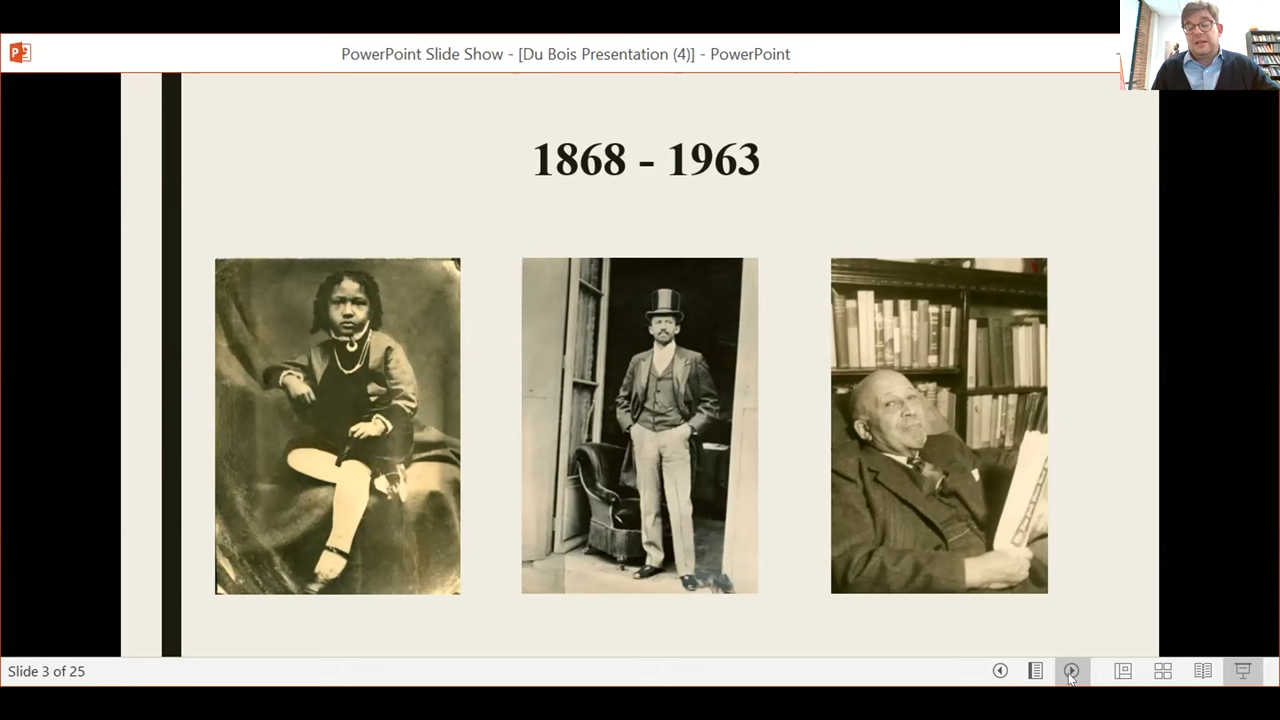 PowerPoint Slide Show - [Du Bois Presentation (4)] - PowerPoint
1868 - 1963
Slide 3 of 25